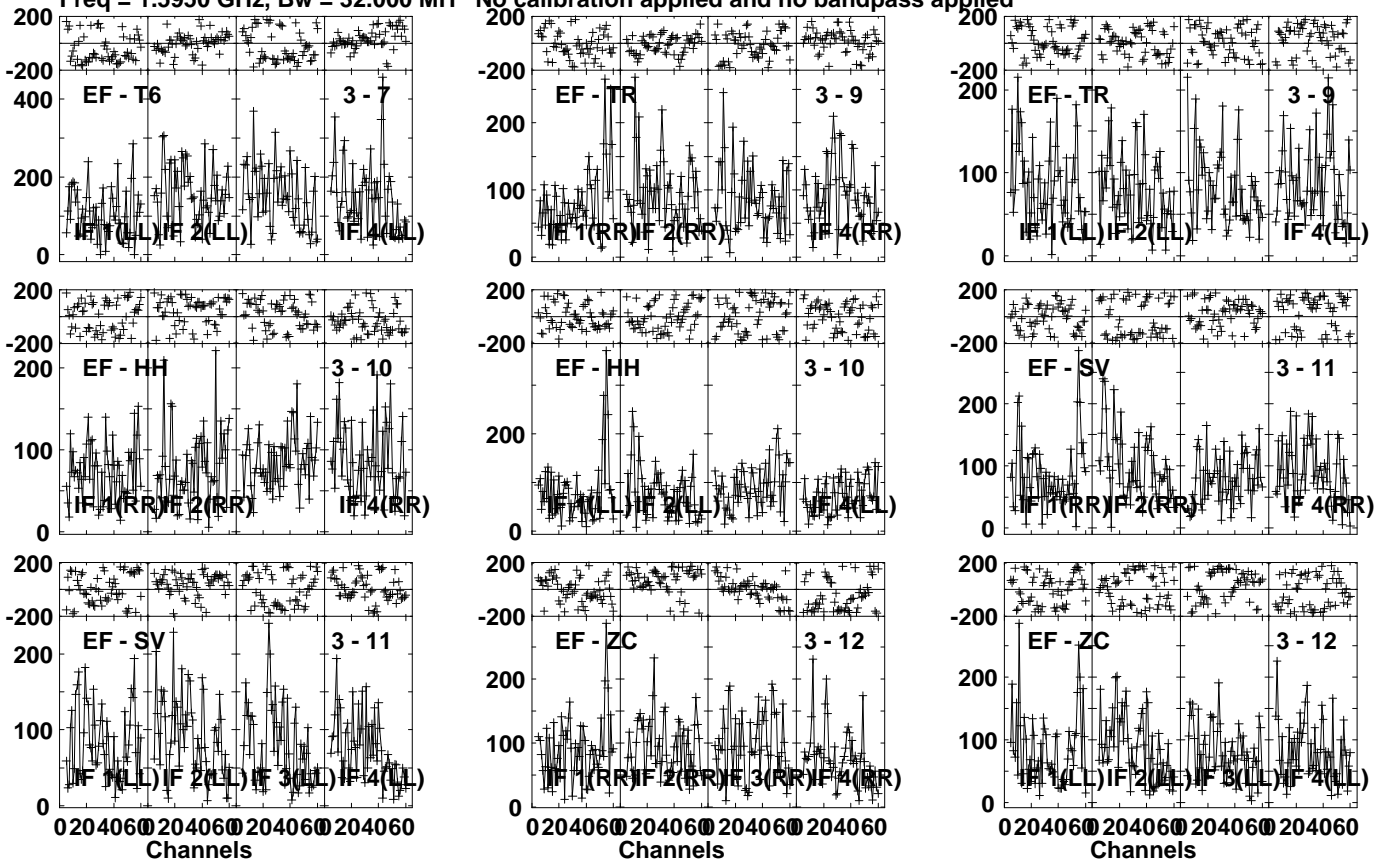 Freq = 1.5950 GHz, Bw = 32.000 MH No calibration applied and no bandpass applied
200
-200
400
200
0
EF - T6
3 - 7
IF 1(LL)
IF 2(LL)
IF 4(LL)
200
-200
200
100
0
EF - TR
3 - 9
IF 1(RR)
IF 2(RR)
IF 4(RR)
200
-200
200
100
0
EF - TR
3 - 9
IF 1(LL)
IF 2(LL)
IF 4(LL)
200
-200
200
100
0
EF - HH
3 - 10
IF 1(RR)
IF 2(RR)
IF 4(RR)
200
-200
200
0
EF - HH
3 - 10
IF 1(LL)
IF 2(LL)
IF 4(LL)
200
-200
200
100
0
EF - SV
3 - 11
IF 1(RR)
IF 2(RR)
IF 4(RR)
200
-200
200
100
0
EF - SV
3 - 11
IF 1(LL)
IF 2(LL)
IF 3(LL)
IF 4(LL)
0 20 40 60 0 20 40 60 0 20 40 60 0 20 40 60
Channels
200
-200
200
100
0
EF - ZC
3 - 12
IF 1(RR)
IF 2(RR)
IF 3(RR)
IF 4(RR)
0 20 40 60 0 20 40 60 0 20 40 60 0 20 40 60
Channels
200
-200
200
100
0
EF - ZC
3 - 12
IF 1(LL)
IF 2(LL)
IF 3(LL)
IF 4(LL)
0 20 40 60 0 20 40 60 0 20 40 60 0 20 40 60
Channels